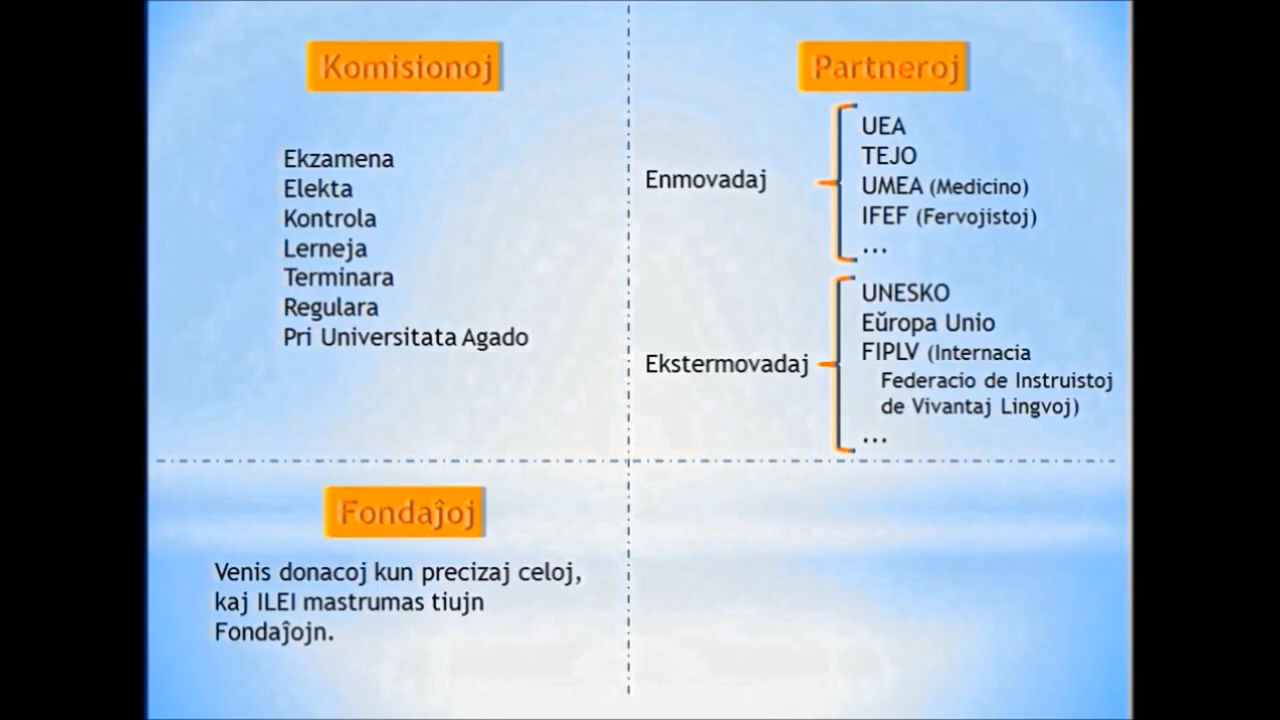 Komisionoj
Ekzamena
Elekta
Kontrola
Lerneja
Terminara
Regulara
Pri Universitata Agado
Partneroj
Enmovadaj
UEA
TEJO
UMEA (Medicino)
IFEF (Fervojistoj)
...
Ekstermovadaj
UNESKO
Eŭropa Unio
FIPLV (Internacia
Federacio de Instruistoj
de Vivantaj Lingvoj)
...
Fondaĵoj
Venis donacoj kun precizaj celoj,
kaj ILEI mastrumas tiujn
Fondaĵojn.